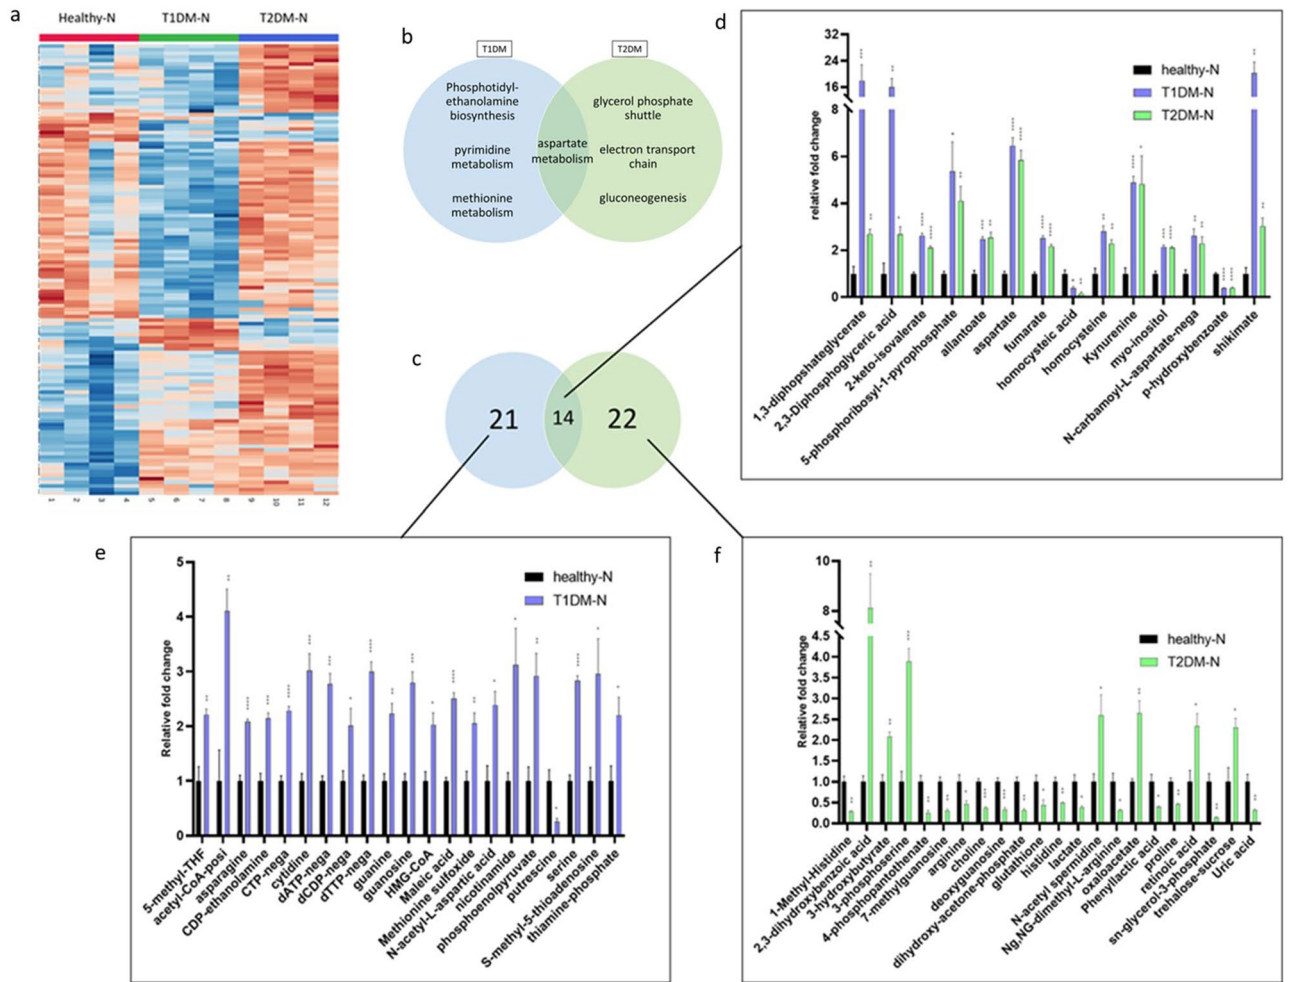 a
Healthy-N
T1DM-N
T2DM-N
1
2
3
4
5
6
7
8
9
10
11
12
b
T1DM
T2DM
Phosphotidyl-
ethanolamine
biosynthesis
pyrimidine
metabolism
methionine
metabolism
aspartate
metabolism
glycerol phosphate
shuttle
electron transport
chain
gluconeogenesis
c
21
14
22
d
relative fold change
32
24
16
8
6
4
2
0
healthy-N
T1DM-N
T2DM-N
1,3-diphopshateglycerate
2,3-Diphosphoglyceric acid
2-keto-isovalerate
5-phosphoribosyl-1-pyrophosphate
allantoate
aspartate
fumarate
homocysteic acid
homocysteine
Kynurenine
myo-inositol
N-carbamoyl-L-aspartate-nega
p-hydroxybenzoate
shikimate
e
Relative fold change
5
4
3
2
1
0
healthy-N
T1DM-N
5-methyl-THF
acetyl-CoA-posi
asparagine
CDP-ethanolamine
CTP-nega
cytidine
dATP-nega
dCDP-nega
dTTP-nega
guanine
guanosine
HMG-CoA
Maleic acid
Methionine sulfoxide
N-acetyl-L-aspartic acid
nicotinamide
phosphoenolpyruvate
putrescine
serine
S-methyl-5-thioadenosine
thiamine-phosphate
f
Relative fold change
10
8
4.5
4.0
3.5
3.0
2.5
2.0
1.5
1.0
0.5
0.0
healthy-N
T2DM-N
1-Methyl-Histidine
2,3-dihydroxybenzoic acid
3-hydroxybutyrate
3-phosphoserine
4-phosphopantothenate
7-methylguanosine
arginine
choline
deoxyguanosine
dihydroxy-acetone-phosphate
glutathione
histidine
lactate
N-acetyl spermidine
Ng,NG-dimethyl-L-arginine
oxaloacetate
Phenyllactic acid
proline
retinoic acid
sn-glycerol-3-phosphate
trehalose-sucrose
Uric acid